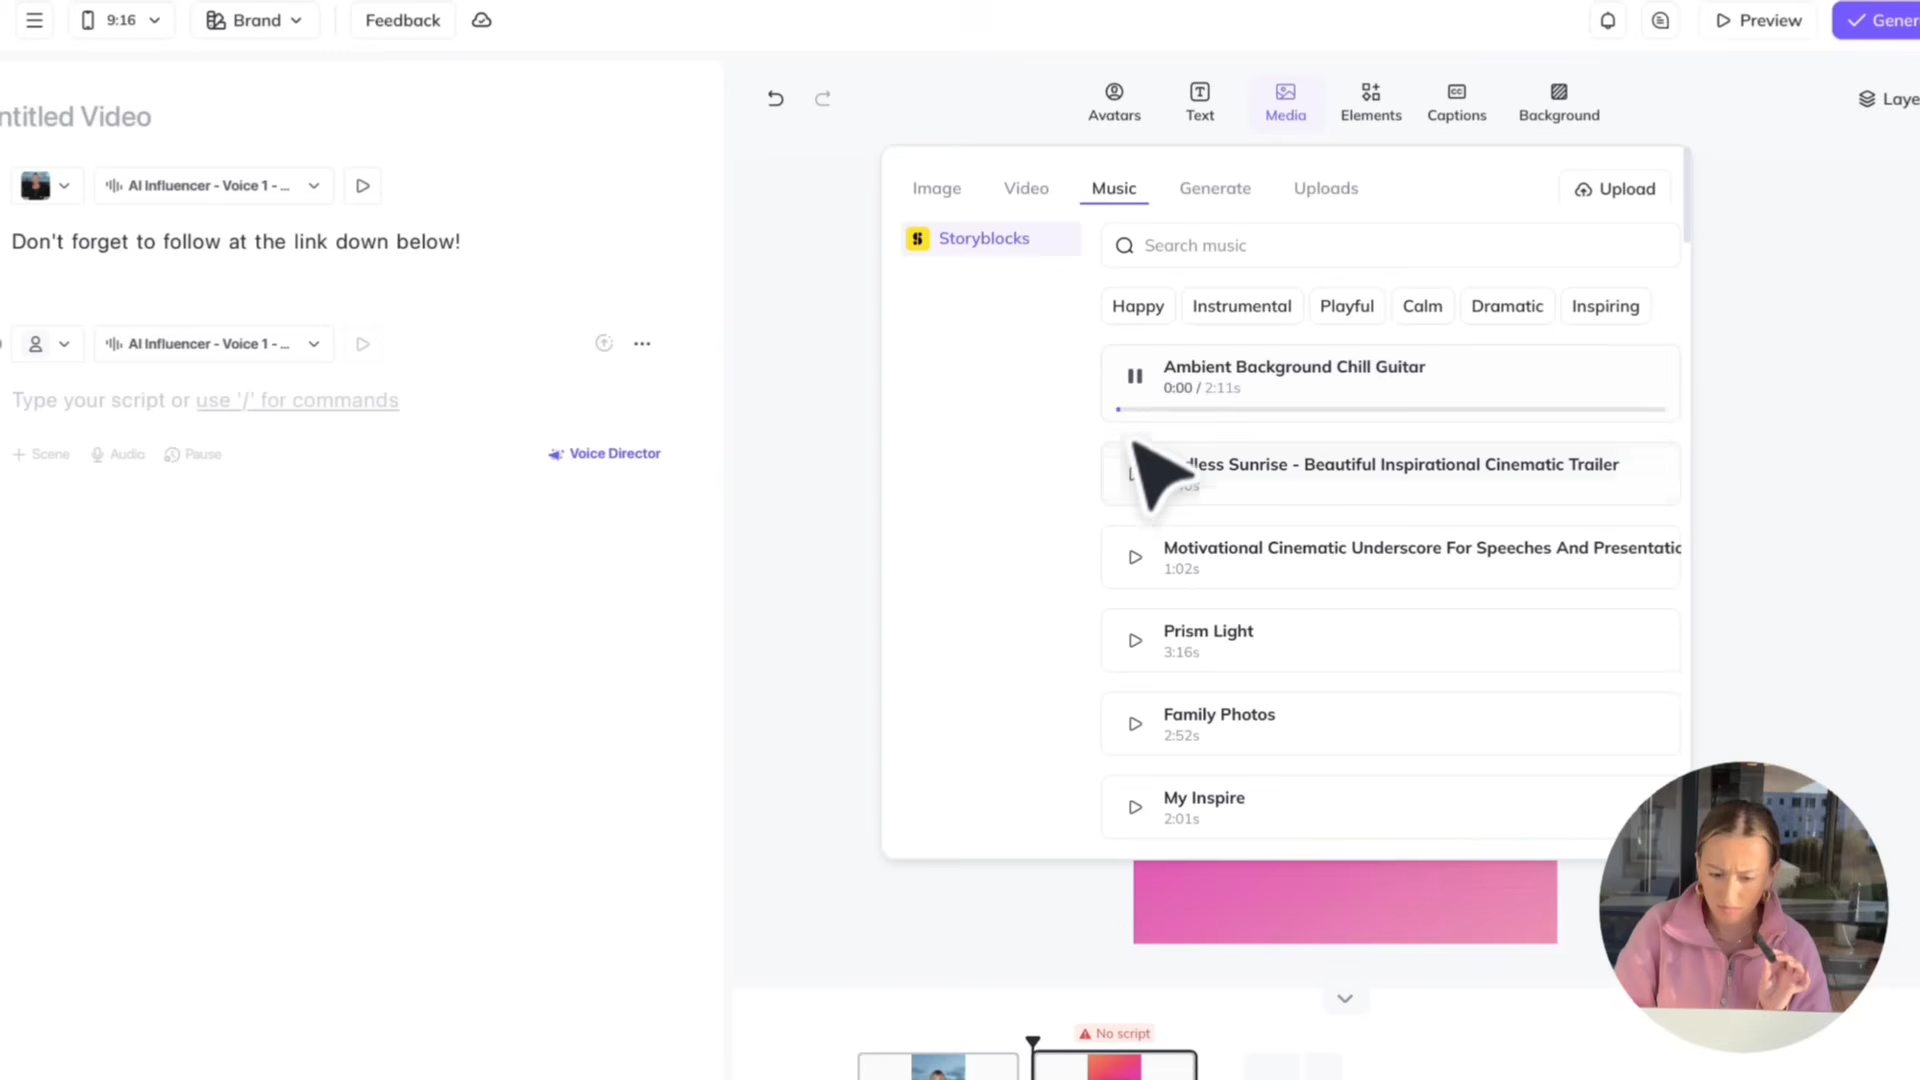 9:16
Brand
Feedback
Preview
Gener
ntitled Video
Avatars
Text
Media
Elements
Captions
Background
Laye
AI Influencer - Voice 1 - ...
Don't forget to follow at the link down below!
AI Influencer - Voice 1 - ...
Type your script or use '/' for commands
Scene
Audio
Pause
Voice Director
Image
Video
Music
Generate
Uploads
Upload
Storyblocks
Search music
Happy
Instrumental
Playful
Calm
Dramatic
Inspiring
Ambient Background Chill Guitar
0:00 / 2:11s
dless Sunrise - Beautiful Inspirational Cinematic Trailer
Motivational Cinematic Underscore For Speeches And Presentatio
1:02s
Prism Light
3:16s
Family Photos
2:52s
My Inspire
2:01s
No script